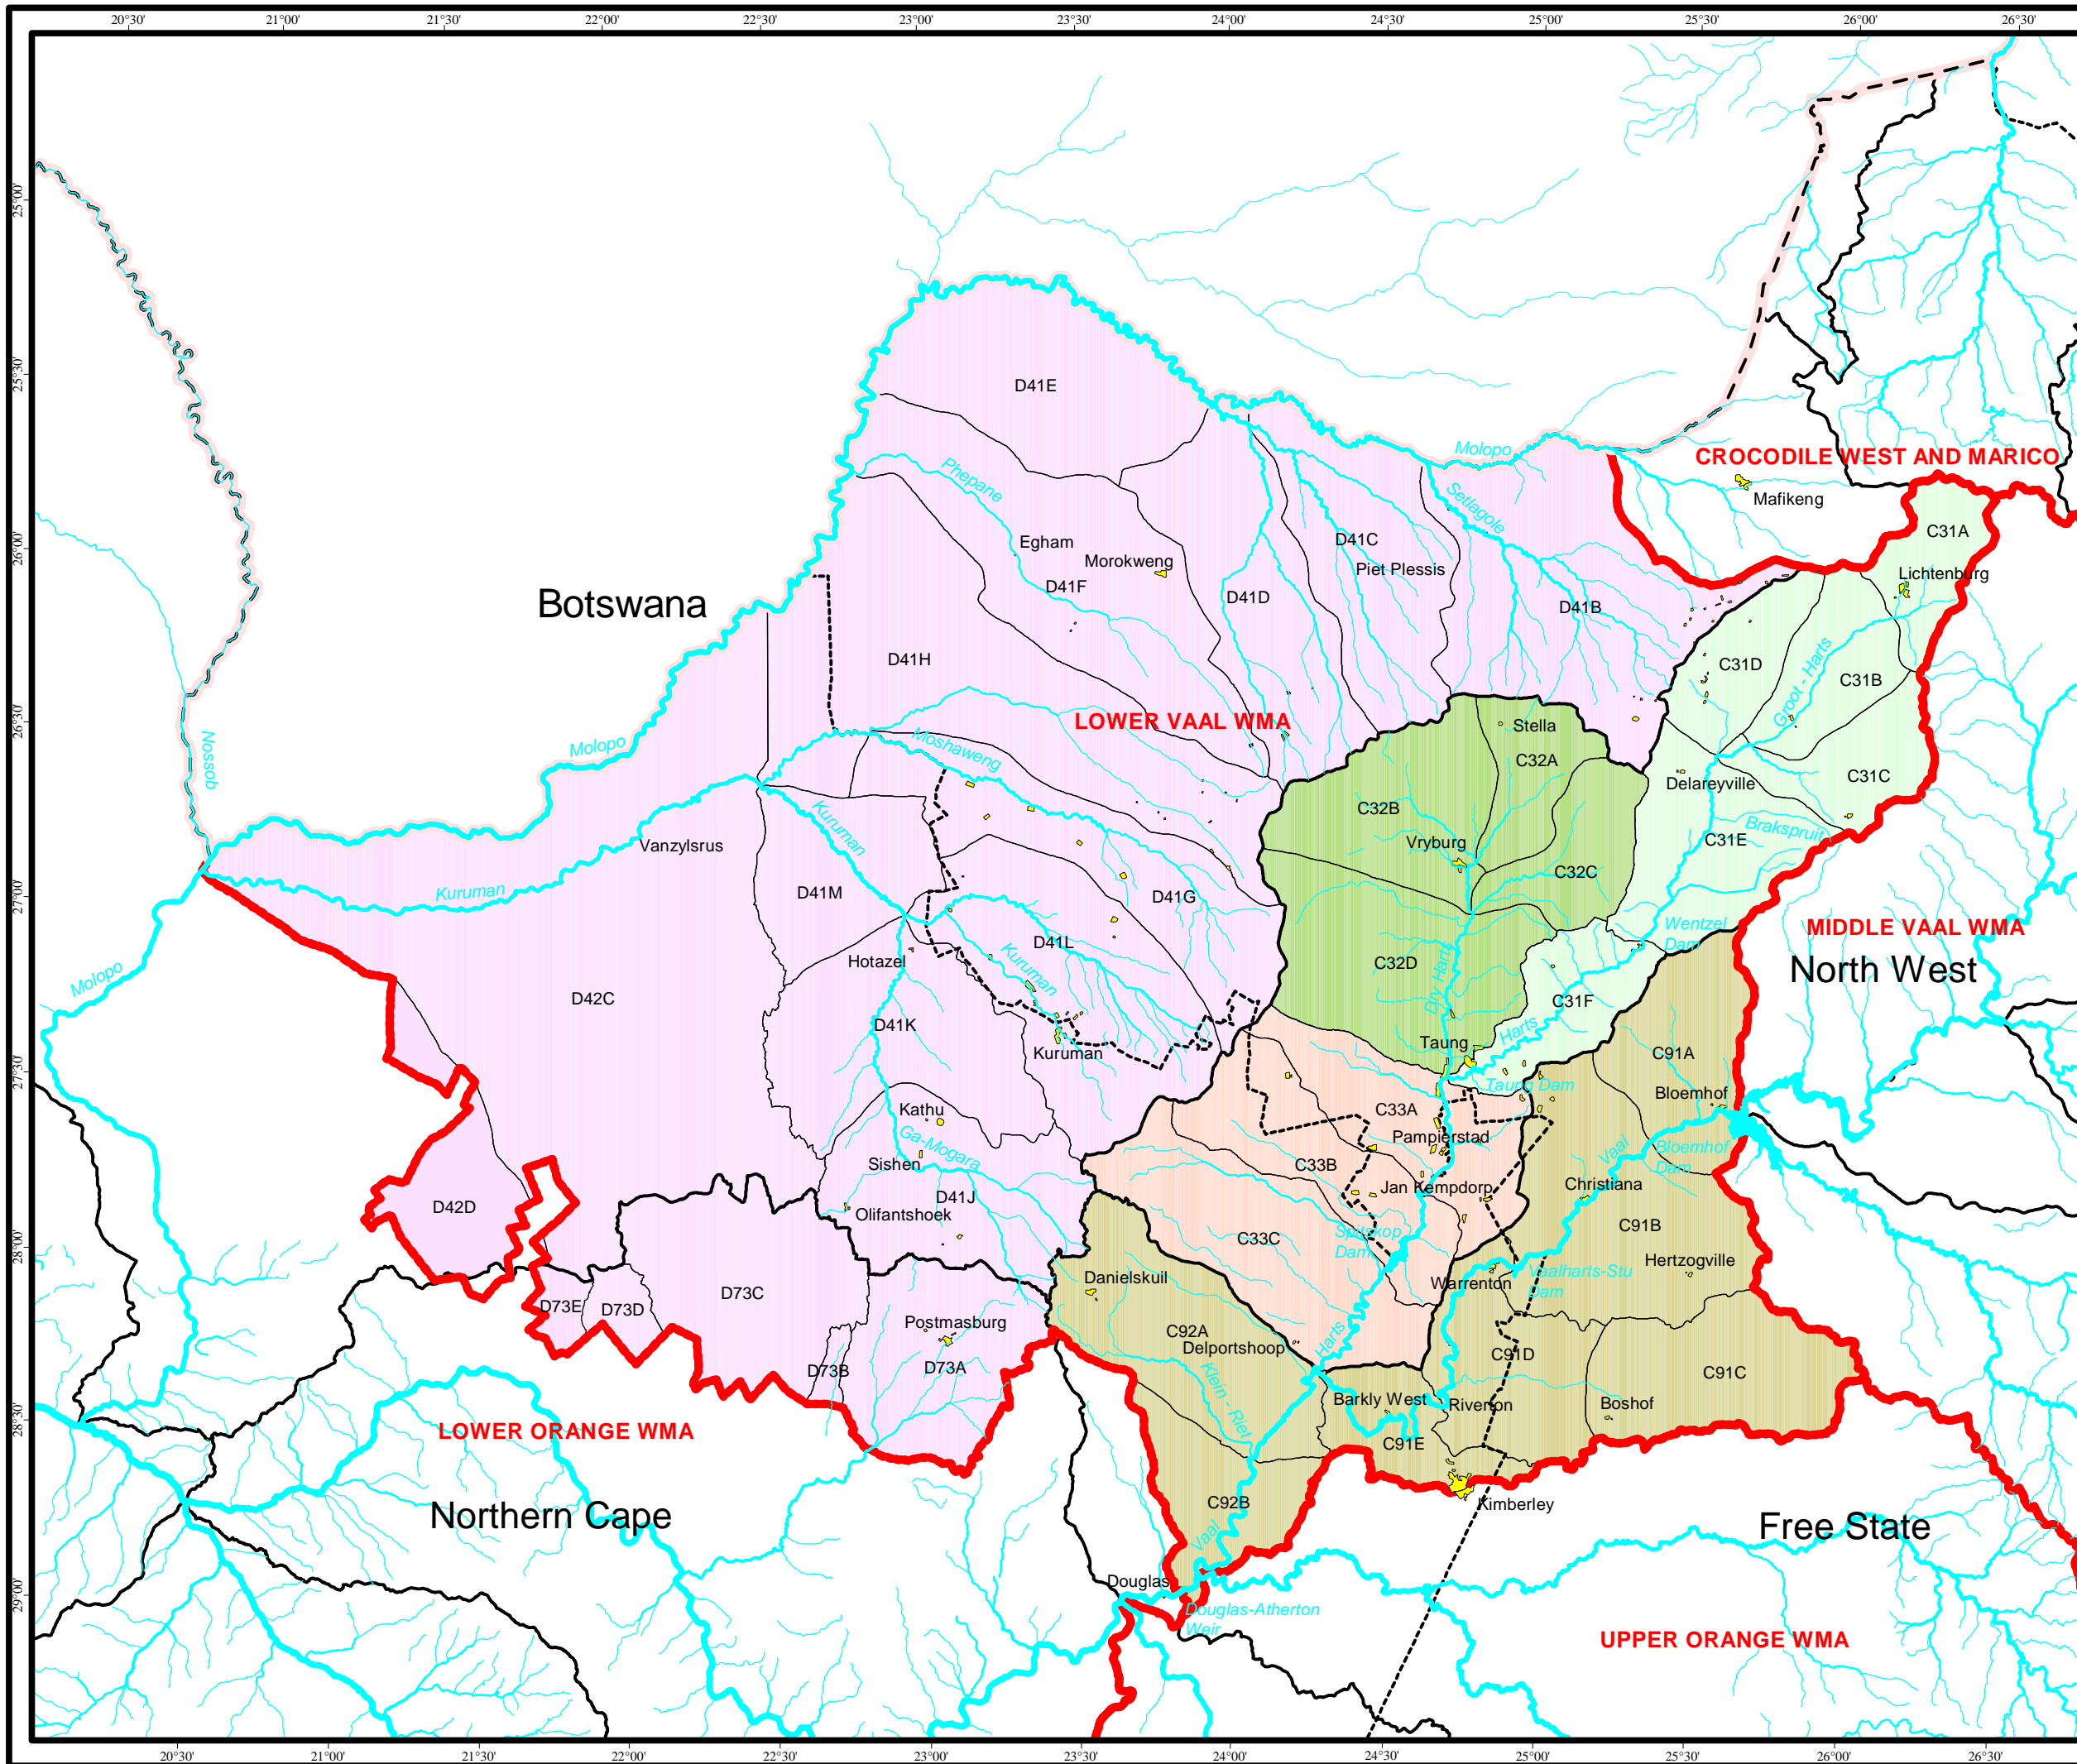 20°30' 21°00' 21°30' 22°00' 22°30' 23°00' 23°30' 24°00' 24°30' 25°00' 25°30' 26°00' 26°30'
25°00'
25°30'
26°00'
26°30'
27°00'
27°30'
28°00'
28°30'
29°00'
D41E
Molopo
CROCODILE WEST AND MARICO
Phepane
Setlagole
Mafikeng
C31A
Egham
D41C
Morokweng
Piet Plessis
Lichtenburg
D41F
D41D
D41B
Botswana
D41H
C31D
C31B
Groot - Harts
LOWER VAAL WMA
Stella
Nossob
Molopo
Moshaweng
C32A
C31C
Delareyville
C32B
Kuruman
Brakspruit
Vanzylsrus
Vryburg
C31E
C32C
Kuruman
D41M
D41G
Wentzel
Dam
MIDDLE VAAL WMA
D41L
Hotazel
C32D
Dry Harts
North West
Molopo
Kuruman
D42C
C31F
D41K
Harts
Kuruman
Taung
C91A
Taung Dam
Bloemhof
Kathu
C33A
Ga-Mogara
Pampierstad
Vaal
Bloemhof
Dam
Sishen
C33B
Christiana
D41J
Jan Kempdorp
D42D
Olifantshoek
C91B
C33C
Spitskop
Dam
Hertzogville
Danielskuil
Warrenton
Vaalharts-Stu
Dam
D73C
D73E
D73D
Postmasburg
C92A
Delportshoop
Harts
C91D
D73B
D73A
C91C
Klein - Riet
Barkly West
Riverton
Boshof
LOWER ORANGE WMA
C91E
C92B
Kimberley
Northern Cape
Free State
Vaal
Douglas
Douglas-Atherton
Weir
UPPER ORANGE WMA
20°30' 21°00' 21°30' 22°00' 22°30' 23°00' 23°30' 24°00' 24°30' 25°00' 25°30' 26°00' 26°30'